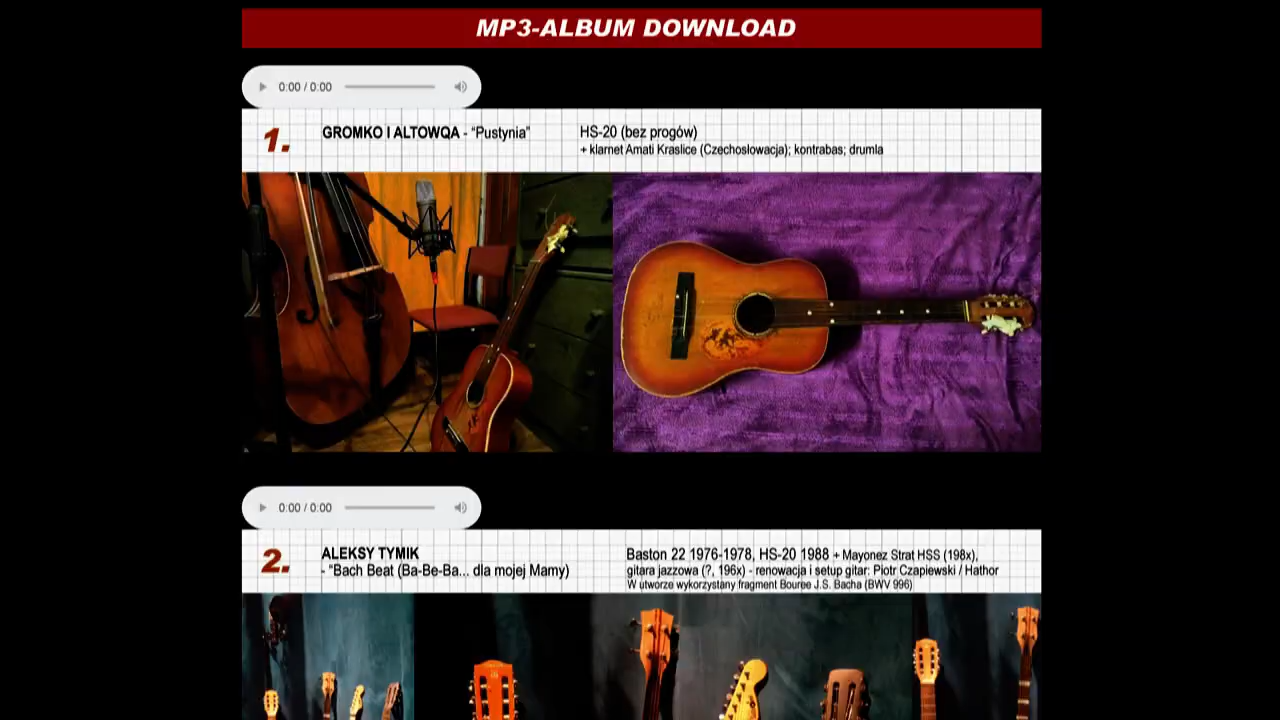 MP3-ALBUM DOWNLOAD
0:00 / 0:00
1.
GROMKO I ALTOWQA - “Pustynia”
HS-20 (bez progów)
+ klarnet Amati Kraslice (Czechosłowacja); kontrabas; drumla
0:00 / 0:00
2.
ALEKSY TYMIK
- “Bach Beat (Ba-Be-Ba... dla mojej Mamy)
Baston 22 1976-1978, HS-20 1988 + Mayonez Strat HSS (198x),
gitara jazzowa (?, 196x) - renowacja i setup gitar: Piotr Czapiewski / Hathor
W utworze wykorzystany fragment Bouree J.S. Bacha (BWV 996)